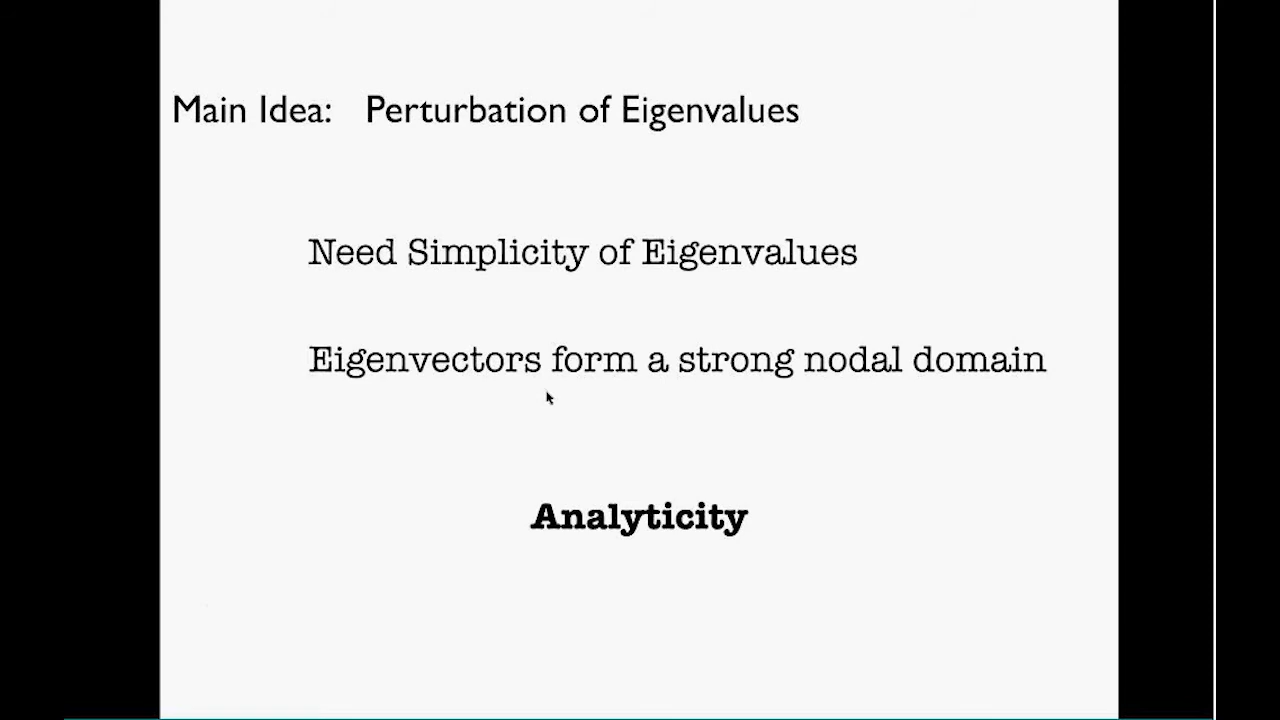 Main Idea: Perturbation of Eigenvalues
Need Simplicity of Eigenvalues
Eigenvectors form a strong nodal domain
Analyticity